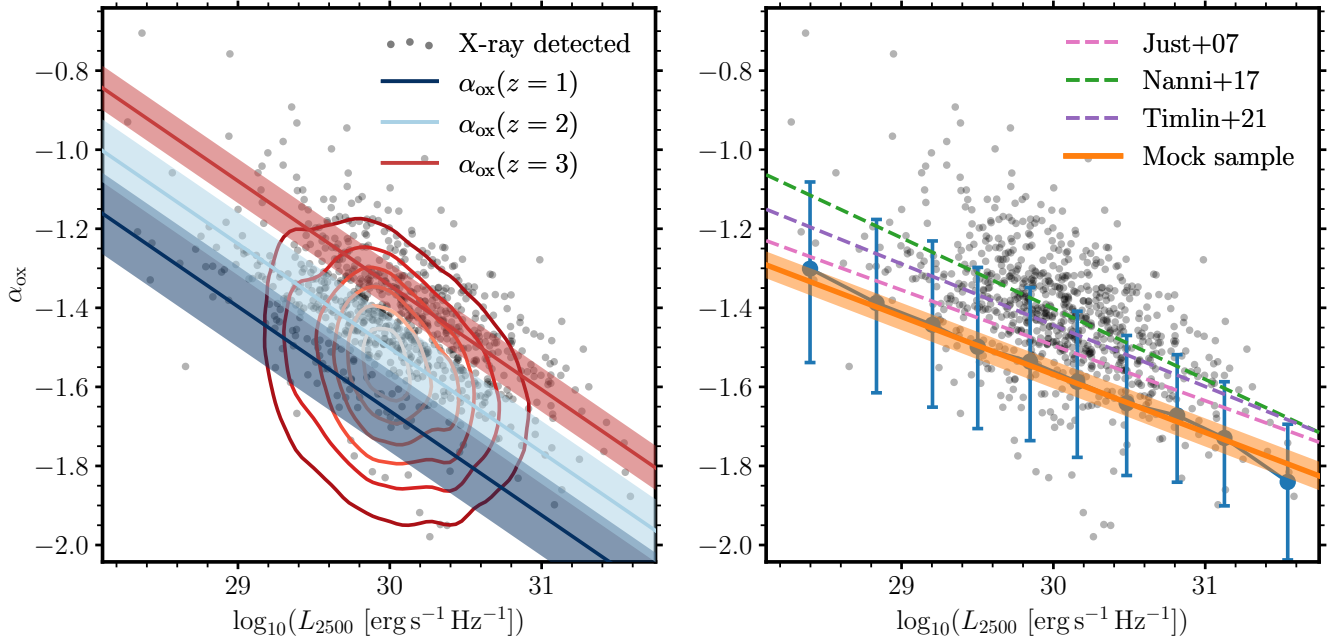 X-ray detected
α_ox(z = 1)
α_ox(z = 2)
α_ox(z = 3)
−0.8
−1.0
−1.2
−1.4
−1.6
−1.8
−2.0
α_ox
29 30 31
log₁₀(L₂₅₀₀ [erg s⁻¹ Hz⁻¹])
Just+07
Nanni+17
Timlin+21
Mock sample
−0.8
−1.0
−1.2
−1.4
−1.6
−1.8
−2.0
29 30 31
log₁₀(L₂₅₀₀ [erg s⁻¹ Hz⁻¹])